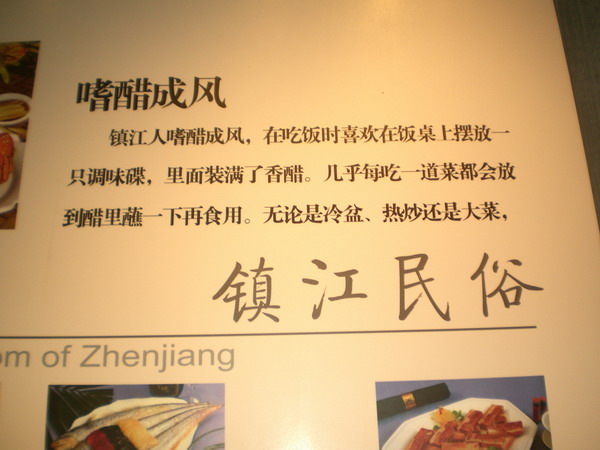 嗜醋成风
镇江人嗜醋成风，在吃饭时喜欢在饭桌上摆放一
只调味碟，里面装满了香醋。几乎每吃一道菜都会放
到醋里蘸一下再食用。无论是冷盆、热炒还是大菜，
镇江民俗
om of Zhenjiang